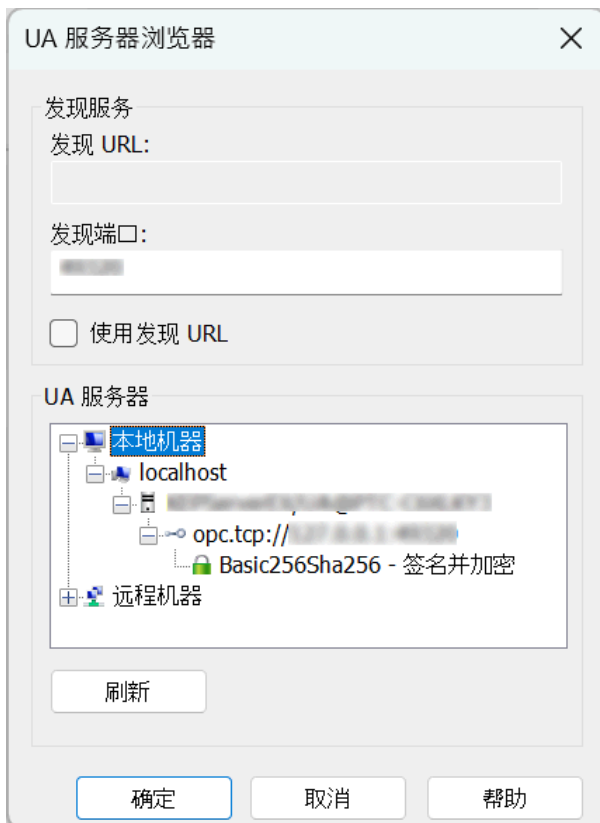 UA 服务器浏览器
发现服务
发现 URL:
发现端口:
使用发现 URL
UA 服务器
本地机器
localhost
opc.tcp://
Basic256Sha256 - 签名并加密
远程机器
刷新
确定
取消
帮助